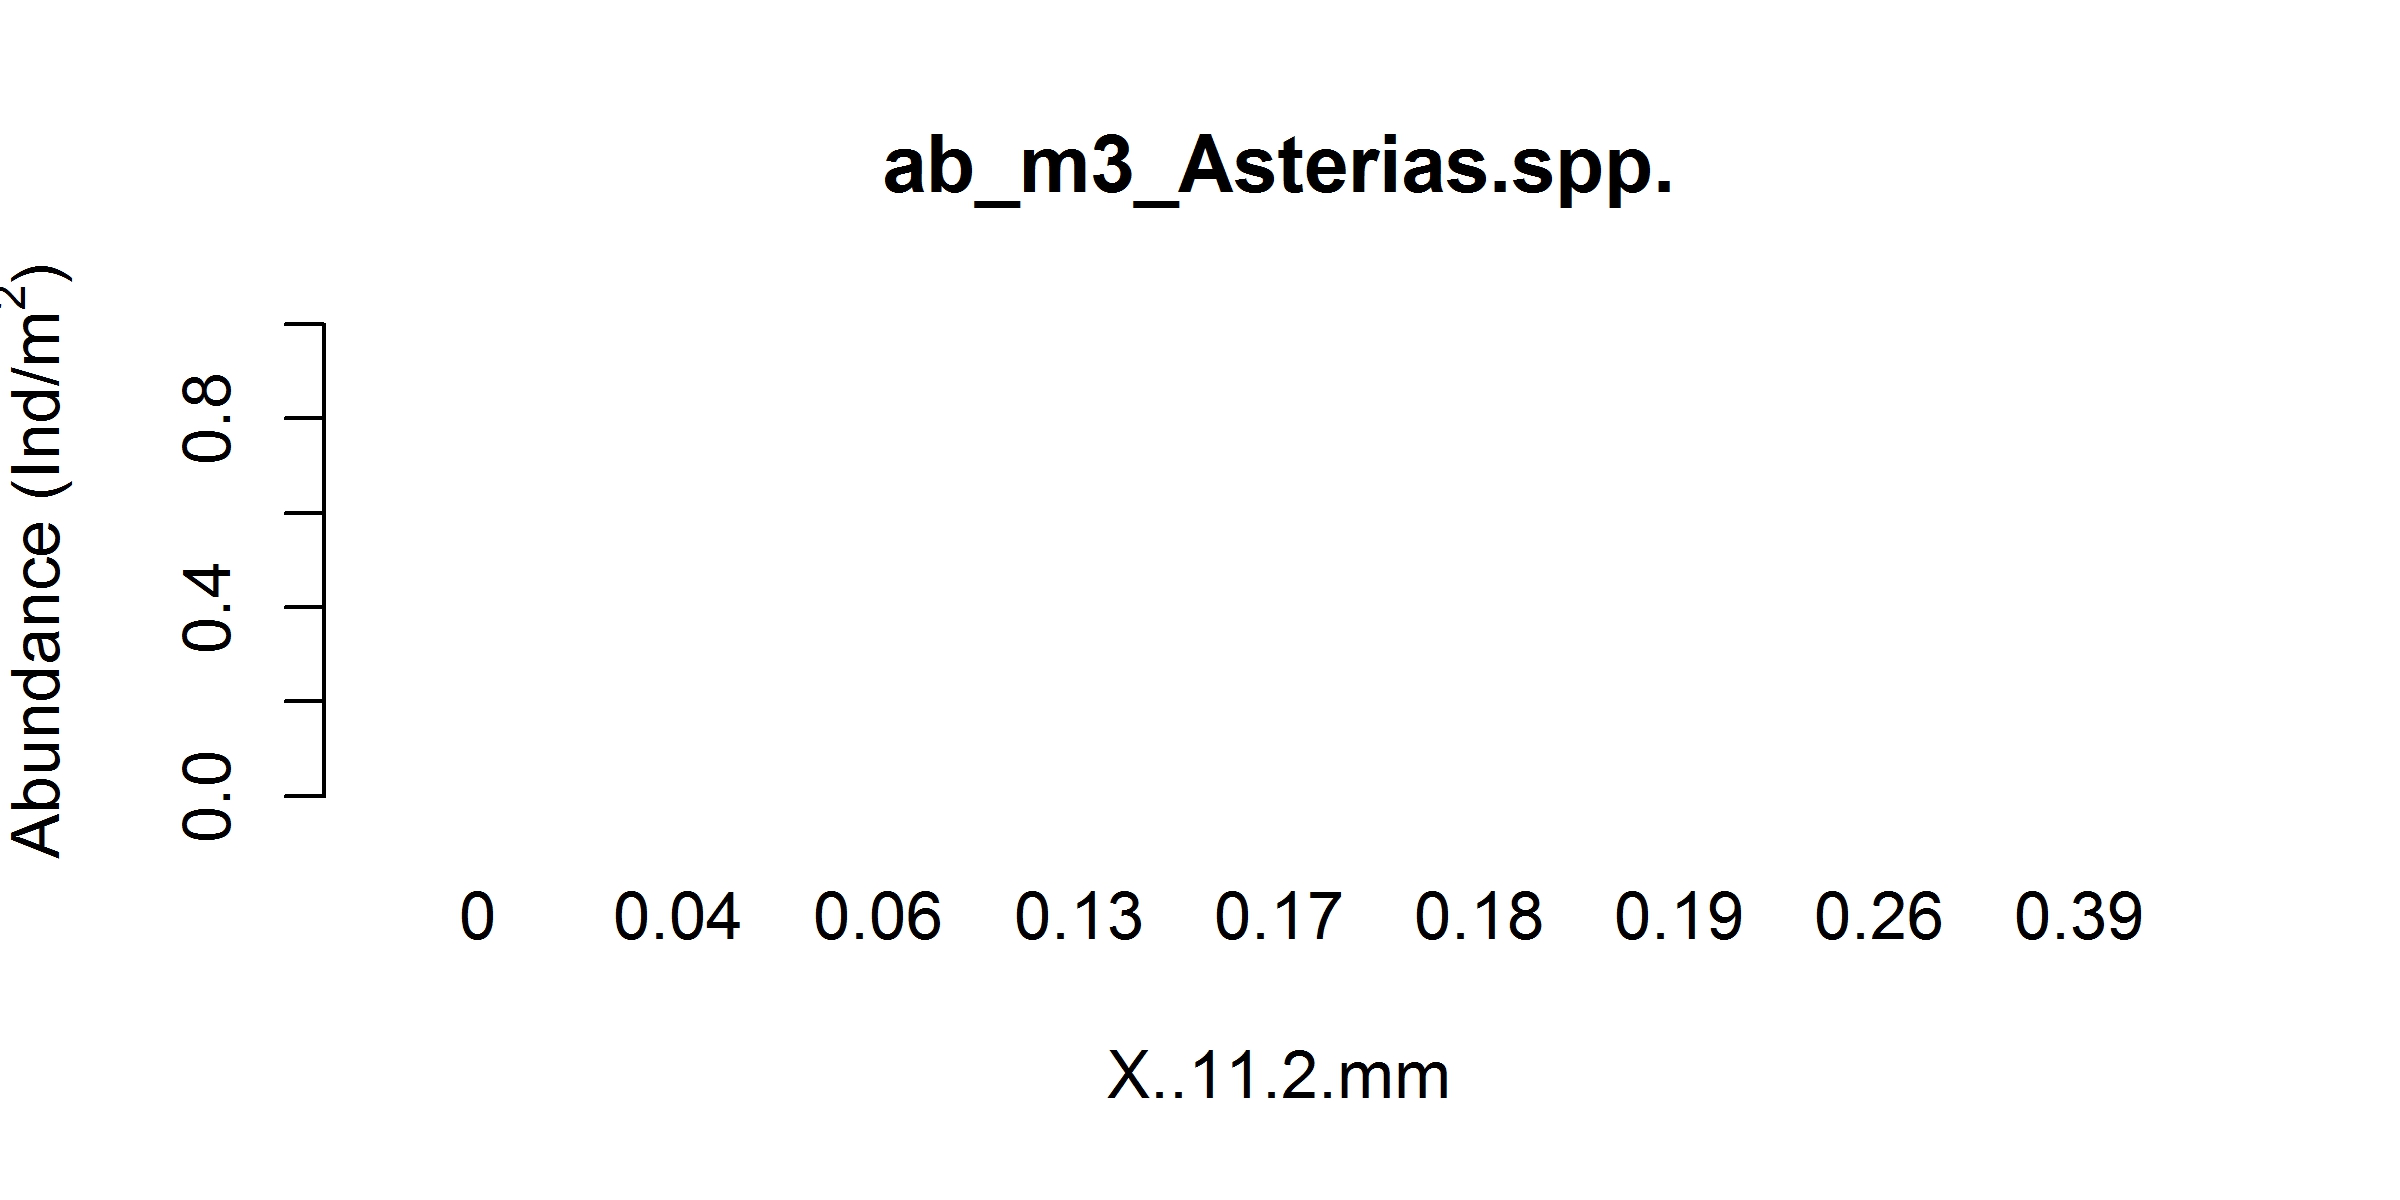 ab_m3_Asterias.spp.
Abundance (Ind/m²)
0.8
0.4
0.0
0 0.04 0.06 0.13 0.17 0.18 0.19 0.26 0.39
X..11.2.mm